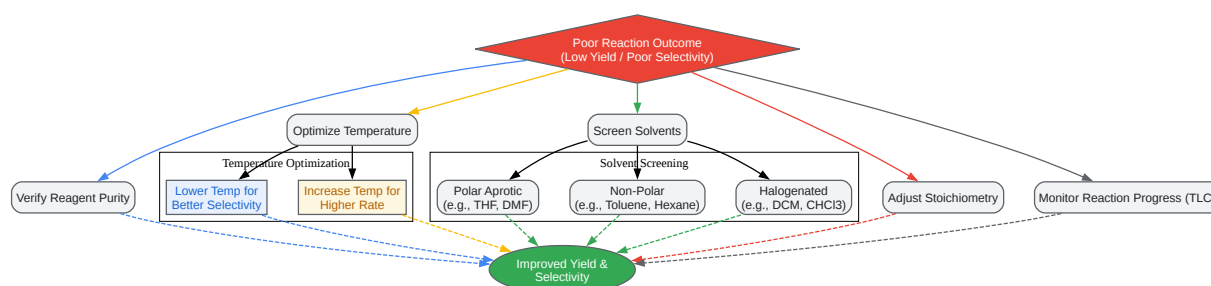 Poor Reaction Outcome
(Low Yield / Poor Selectivity)
Optimize Temperature
Screen Solvents
Temperature Optimization
Solvent Screening
Verify Reagent Purity
Lower Temp for
Better Selectivity
Increase Temp for
Higher Rate
Polar Aprotic
(e.g., THF, DMF)
Non-Polar
(e.g., Toluene, Hexane)
Halogenated
(e.g., DCM, CHCl3)
Adjust Stoichiometry
Monitor Reaction Progress (TLC
Improved Yield &
Selectivity